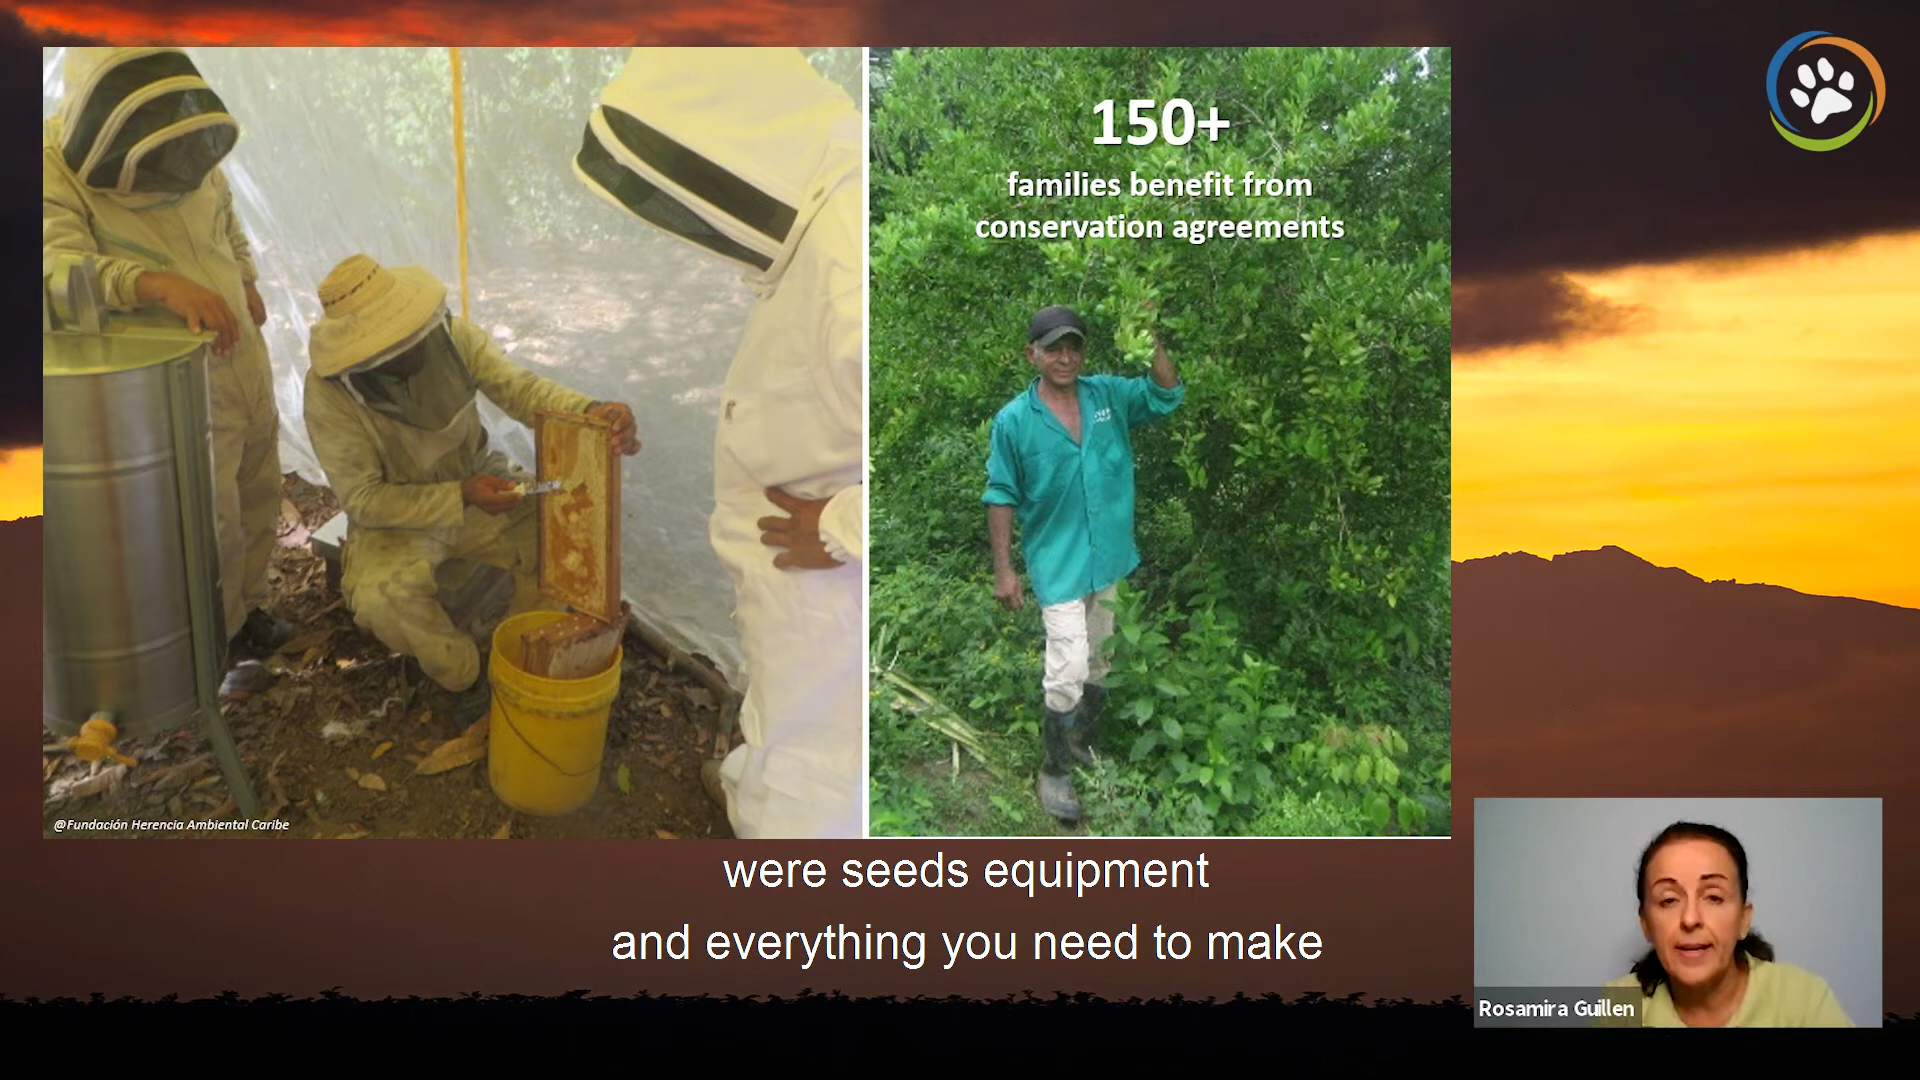 150+
families benefit from
conservation agreements
@Fundación Herencia Ambiental Caribe
were seeds equipment
and everything you need to make
Rosamira Guillen